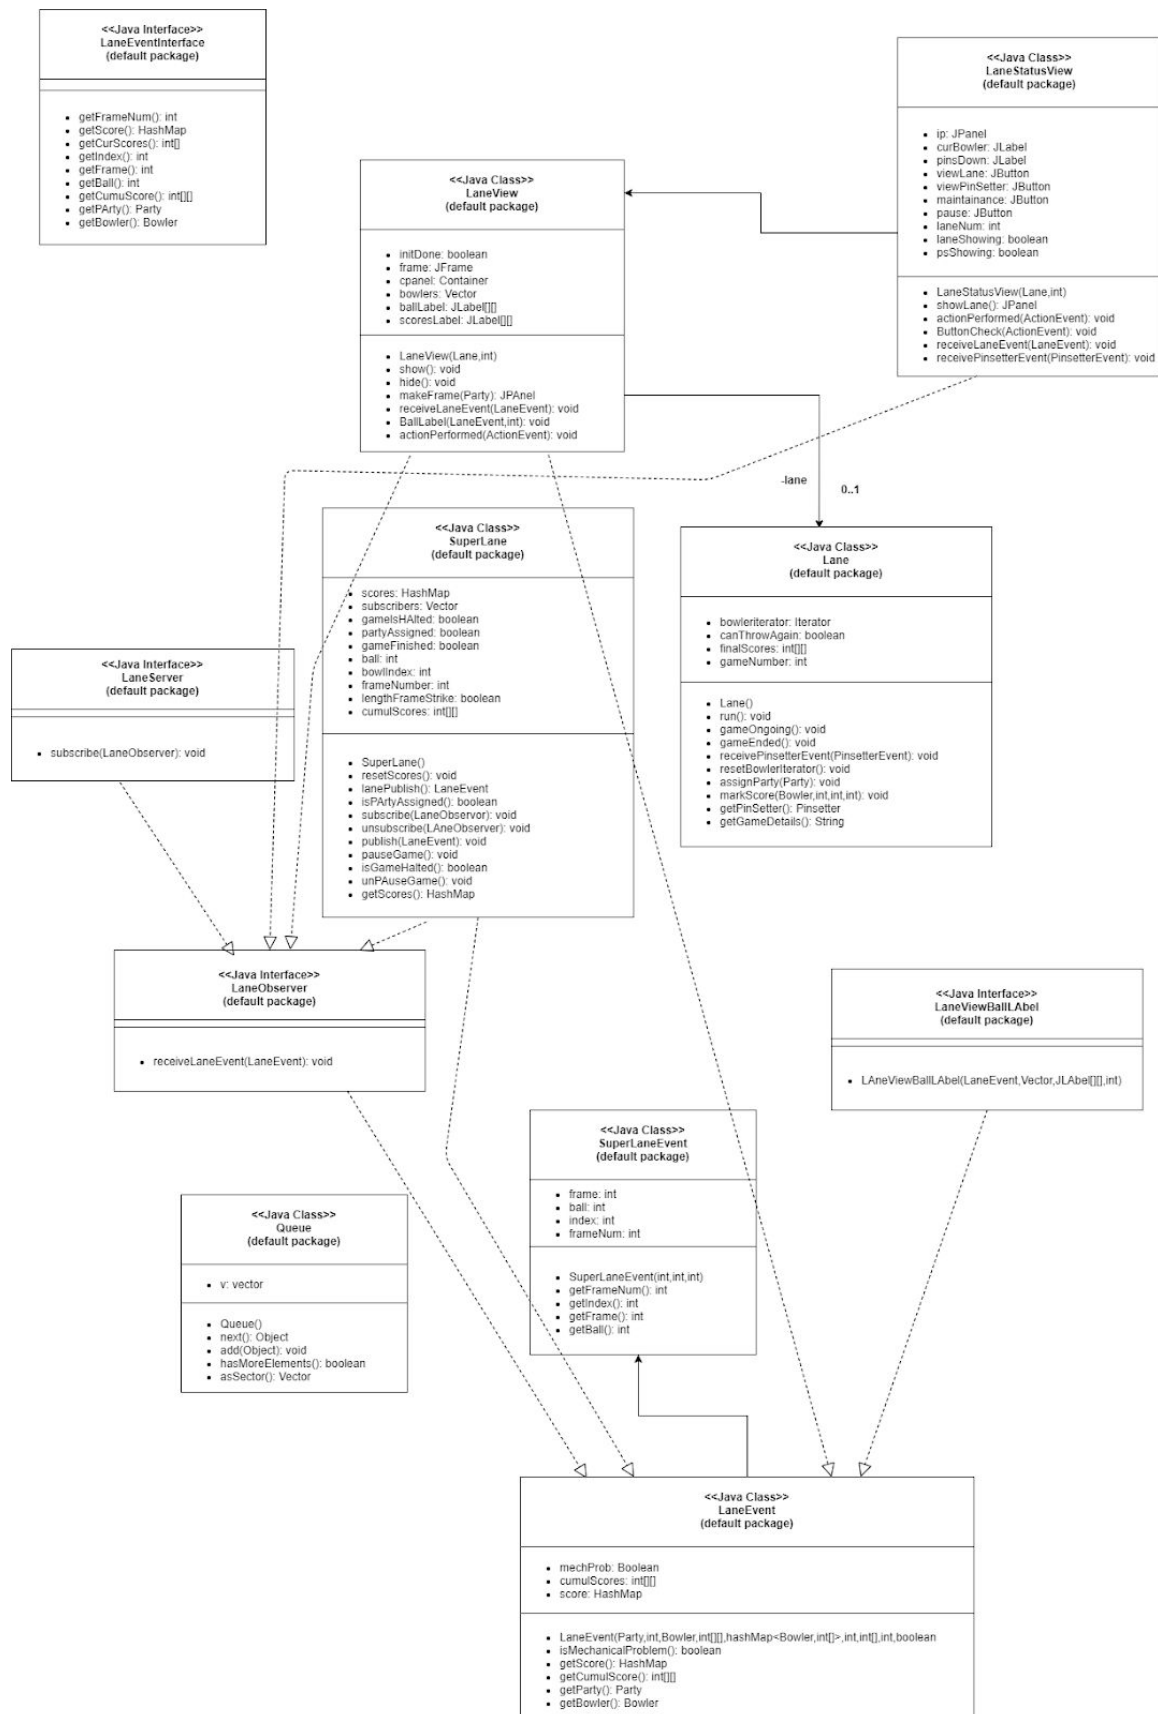 <<Java Interface>>
LaneEventInterface
(default package)
getFrameNum(): int
getScore(): HashMap
getCurScores(): int[]
getIndex(): int
getFrame(): int
getBall(): int
getCumuScore(): int[][]
getPArty(): Party
getBowler(): Bowler
<<Java Class>>
LaneStatusView
(default package)
ip: JPanel
curBowler: JLabel
pinsDown: JLabel
viewLane: JButton
viewPinSetter: JButton
maintainance: JButton
pause: JButton
laneNum: int
laneShowing: boolean
psShowing: boolean
LaneStatusView(Lane,int)
showLane(): JPanel
actionPerformed(ActionEvent): void
ButtonCheck(ActionEvent): void
receiveLaneEvent(LaneEvent): void
receivePinsetterEvent(PinsetterEvent): void
<<Java Class>>
LaneView
(default package)
initDone: boolean
frame: JFrame
cpanel: Container
bowlers: Vector
ballLabel: JLabel[][]
scoresLabel: JLabel[][]
LaneView(Lane,int)
show(): void
hide(): void
makeFrame(Party): JPAnel
receiveLaneEvent(LaneEvent): void
BallLabel(LaneEvent,int): void
actionPerformed(ActionEvent): void
-lane
0..1
<<Java Class>>
SuperLane
(default package)
scores: HashMap
subscribers: Vector
gameIsHAlted: boolean
partyAssigned: boolean
gameFinished: boolean
ball: int
bowlIndex: int
frameNumber: int
lengthFrameStrike: boolean
cumulScores: int[][]
SuperLane()
resetScores(): void
lanePublish(): LaneEvent
isPArtyAssigned(): boolean
subscribe(LaneObservor): void
unsubscribe(LAneObserver): void
publish(LaneEvent): void
pauseGame(): void
isGameHalted(): boolean
unPAuseGame(): void
getScores(): HashMap
<<Java Class>>
Lane
(default package)
bowleriterator: Iterator
canThrowAgain: boolean
finalScores: int[][]
gameNumber: int
Lane()
run(): void
gameOngoing(): void
gameEnded(): void
receivePinsetterEvent(PinsetterEvent): void
resetBowlerIterator(): void
assignParty(Party): void
markScore(Bowler,int,int,int): void
getPinSetter(): Pinsetter
getGameDetails(): String
<<Java Interface>>
LaneServer
(default package)
subscribe(LaneObserver): void
<<Java Interface>>
LaneObserver
(default package)
receiveLaneEvent(LaneEvent): void
<<Java Interface>>
LaneViewBallLAbel
(default package)
LAneViewBallLAbel(LaneEvent,Vector,JLAbel[][],int)
<<Java Class>>
SuperLaneEvent
(default package)
frame: int
ball: int
index: int
frameNum: int
SuperLaneEvent(int,int,int)
getFrameNum(): int
getIndex(): int
getFrame(): int
getBall(): int
<<Java Class>>
Queue
(default package)
v: vector
Queue()
next(): Object
add(Object): void
hasMoreElements(): boolean
asSector(): Vector
<<Java Class>>
LaneEvent
(default package)
mechProb: Boolean
cumulScores: int[][]
score: HashMap
LaneEvent(Party,int,Bowler,int[][],hashMap<Bowler,int[]>,int,int[],int,boolean
isMechanicalProblem(): boolean
getScore(): HashMap
getCumulScore(): int[][]
getParty(): Party
getBowler(): Bowler